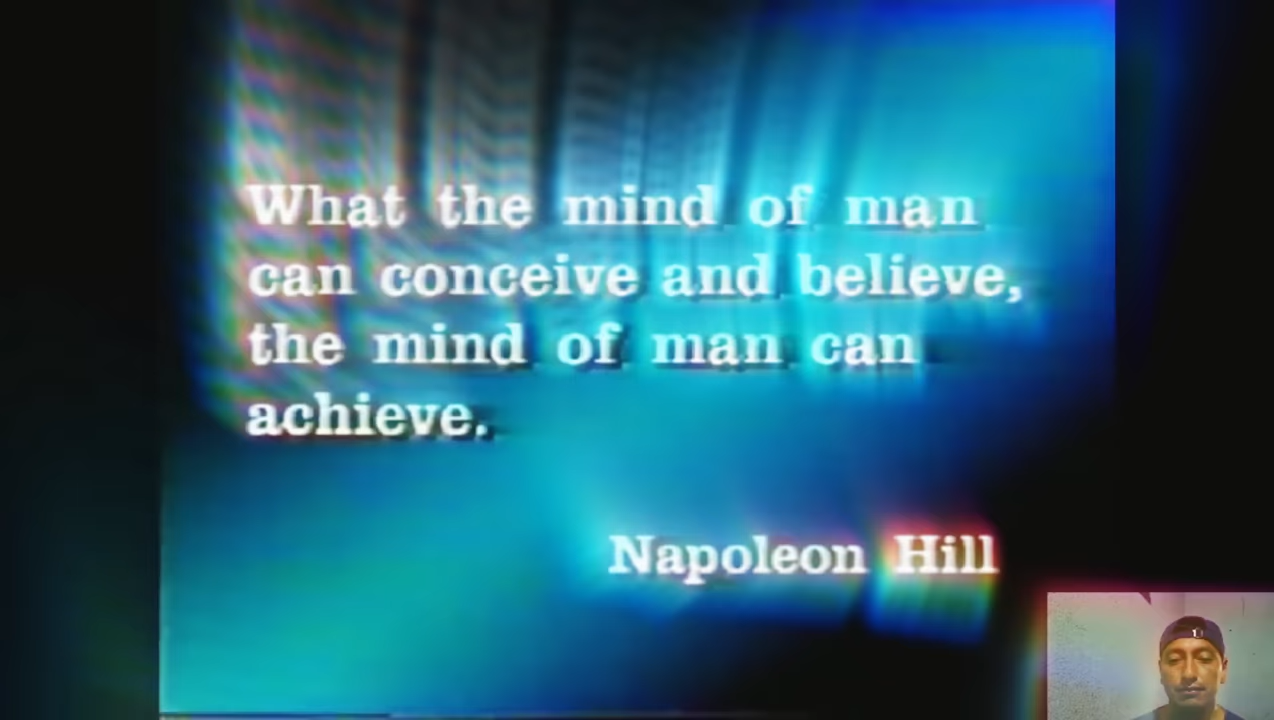 What the mind of man
can conceive and believe,
the mind of man can
achieve.
Napoleon Hill